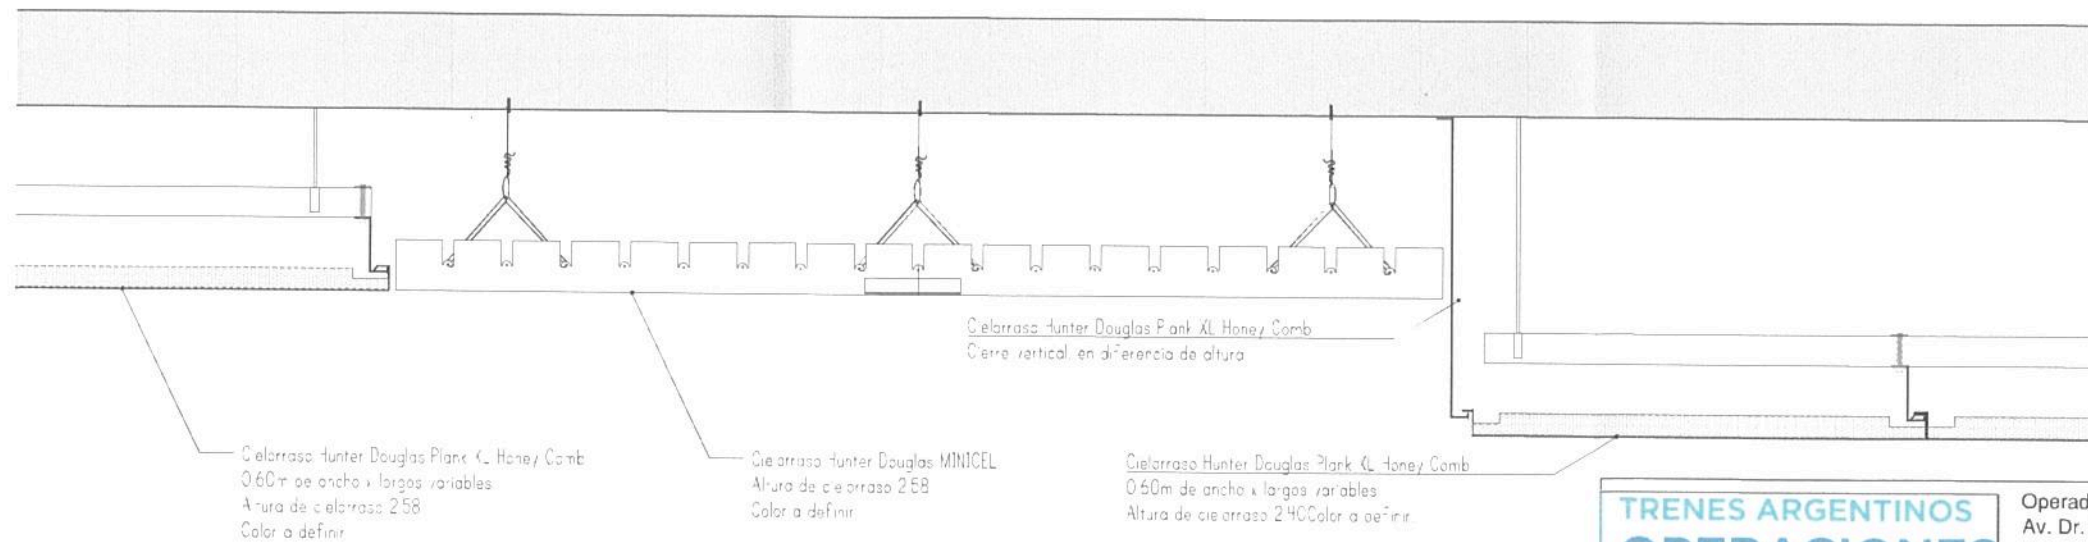 Cielorraso Hunter Douglas Plank XL Honey Comb
Cierre vertical en diferencia de altura
Cielorraso Hunter Douglas Plank XL Honey Comb
0.60m de ancho x largos variables
Altura de cielorraso 2.58
Color a definir
Cielorraso Hunter Douglas MINICEL
Altura de cielorraso 2.58
Color a definir
Cielorraso Hunter Douglas Plank XL Honey Comb
0.60m de ancho x largos variables
Altura de cielorraso 2.40Color a definir
TRENES ARGENTINOS
OPERACIONES
Operad
Av. Dr.